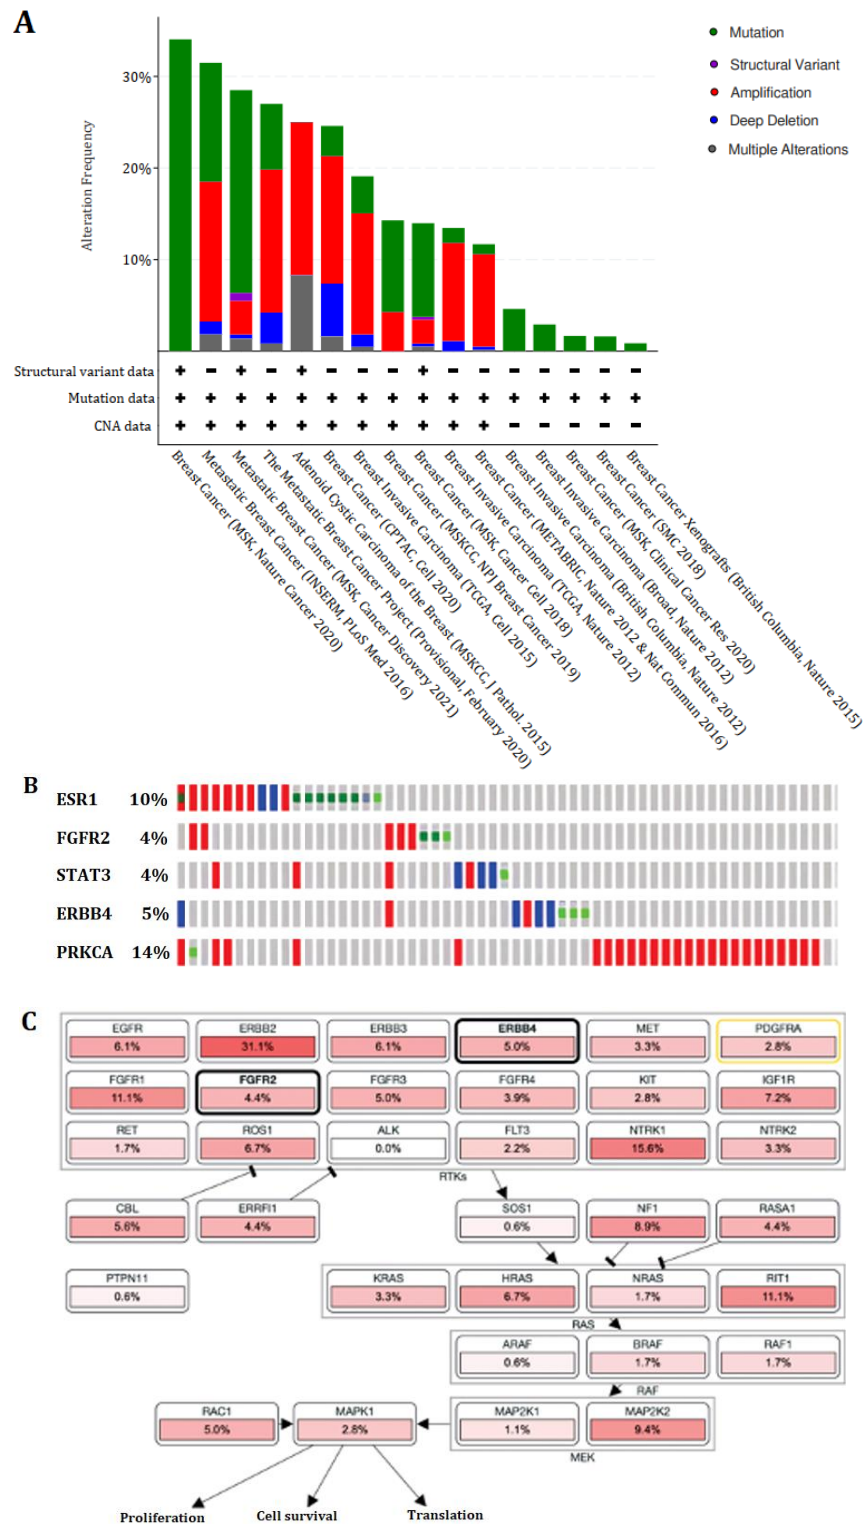 A
Alteration Frequency
30%
20%
10%
Mutation
Structural Variant
Amplification
Deep Deletion
Multiple Alterations
Structural variant data + − + − + − − − + − − − − − − −
Mutation data + + + + + + + + + + + + + + + +
CNA data + + + + + + + + + + + − − − − −
Breast Cancer (MSK, Nature Cancer 2020)
Metastatic Breast Cancer (INSERM, PLoS Med 2016)
Metastatic Breast Cancer (MSK, Cancer Discovery 2021)
The Metastatic Breast Cancer Project (Provisional, February 2020)
Adenoid Cystic Carcinoma of the Breast (MSKCC, J Pathol. 2015)
Breast Cancer (CPTAC, Cell 2020)
Breast Invasive Carcinoma (TCGA, Cell 2015)
Breast Cancer (MSKCC, NPJ Breast Cancer 2019)
Breast Cancer (MSK, Cancer Cell 2018)
Breast Invasive Carcinoma (TCGA, Nature 2012)
Breast Cancer (METABRIC, Nature 2012 & Nat Commun 2016)
Breast Invasive Carcinoma (British Columbia, Nature 2012)
Breast Invasive Carcinoma (Broad, Nature 2012)
Breast Cancer (MSK, Clinical Cancer Res 2020)
Breast Cancer (SMC 2018)
Breast Cancer Xenografts (British Columbia, Nature 2015)
B
ESR1 10%
FGFR2 4%
STAT3 4%
ERBB4 5%
PRKCA 14%
C
EGFR ERBB2 ERBB3 ERBB4 MET PDGFRA
6.1% 31.1% 6.1% 5.0% 3.3% 2.8%
FGFR1 FGFR2 FGFR3 FGFR4 KIT IGF1R
11.1% 4.4% 5.0% 3.9% 2.8% 7.2%
RET ROS1 ALK FLT3 NTRK1 NTRK2
1.7% 6.7% 0.0% 2.2% 15.6% 3.3%
RTKs
CBL ERRFI1 SOS1 NF1 RASA1
5.6% 4.4% 0.6% 8.9% 4.4%
PTPN11 KRAS HRAS NRAS RIT1
0.6% 3.3% 6.7% 1.7% 11.1%
RAS
ARAF BRAF RAF1
0.6% 1.7% 1.7%
RAF
RAC1 MAPK1 MAP2K1 MAP2K2
5.0% 2.8% 1.1% 9.4%
MEK
Proliferation Cell survival Translation